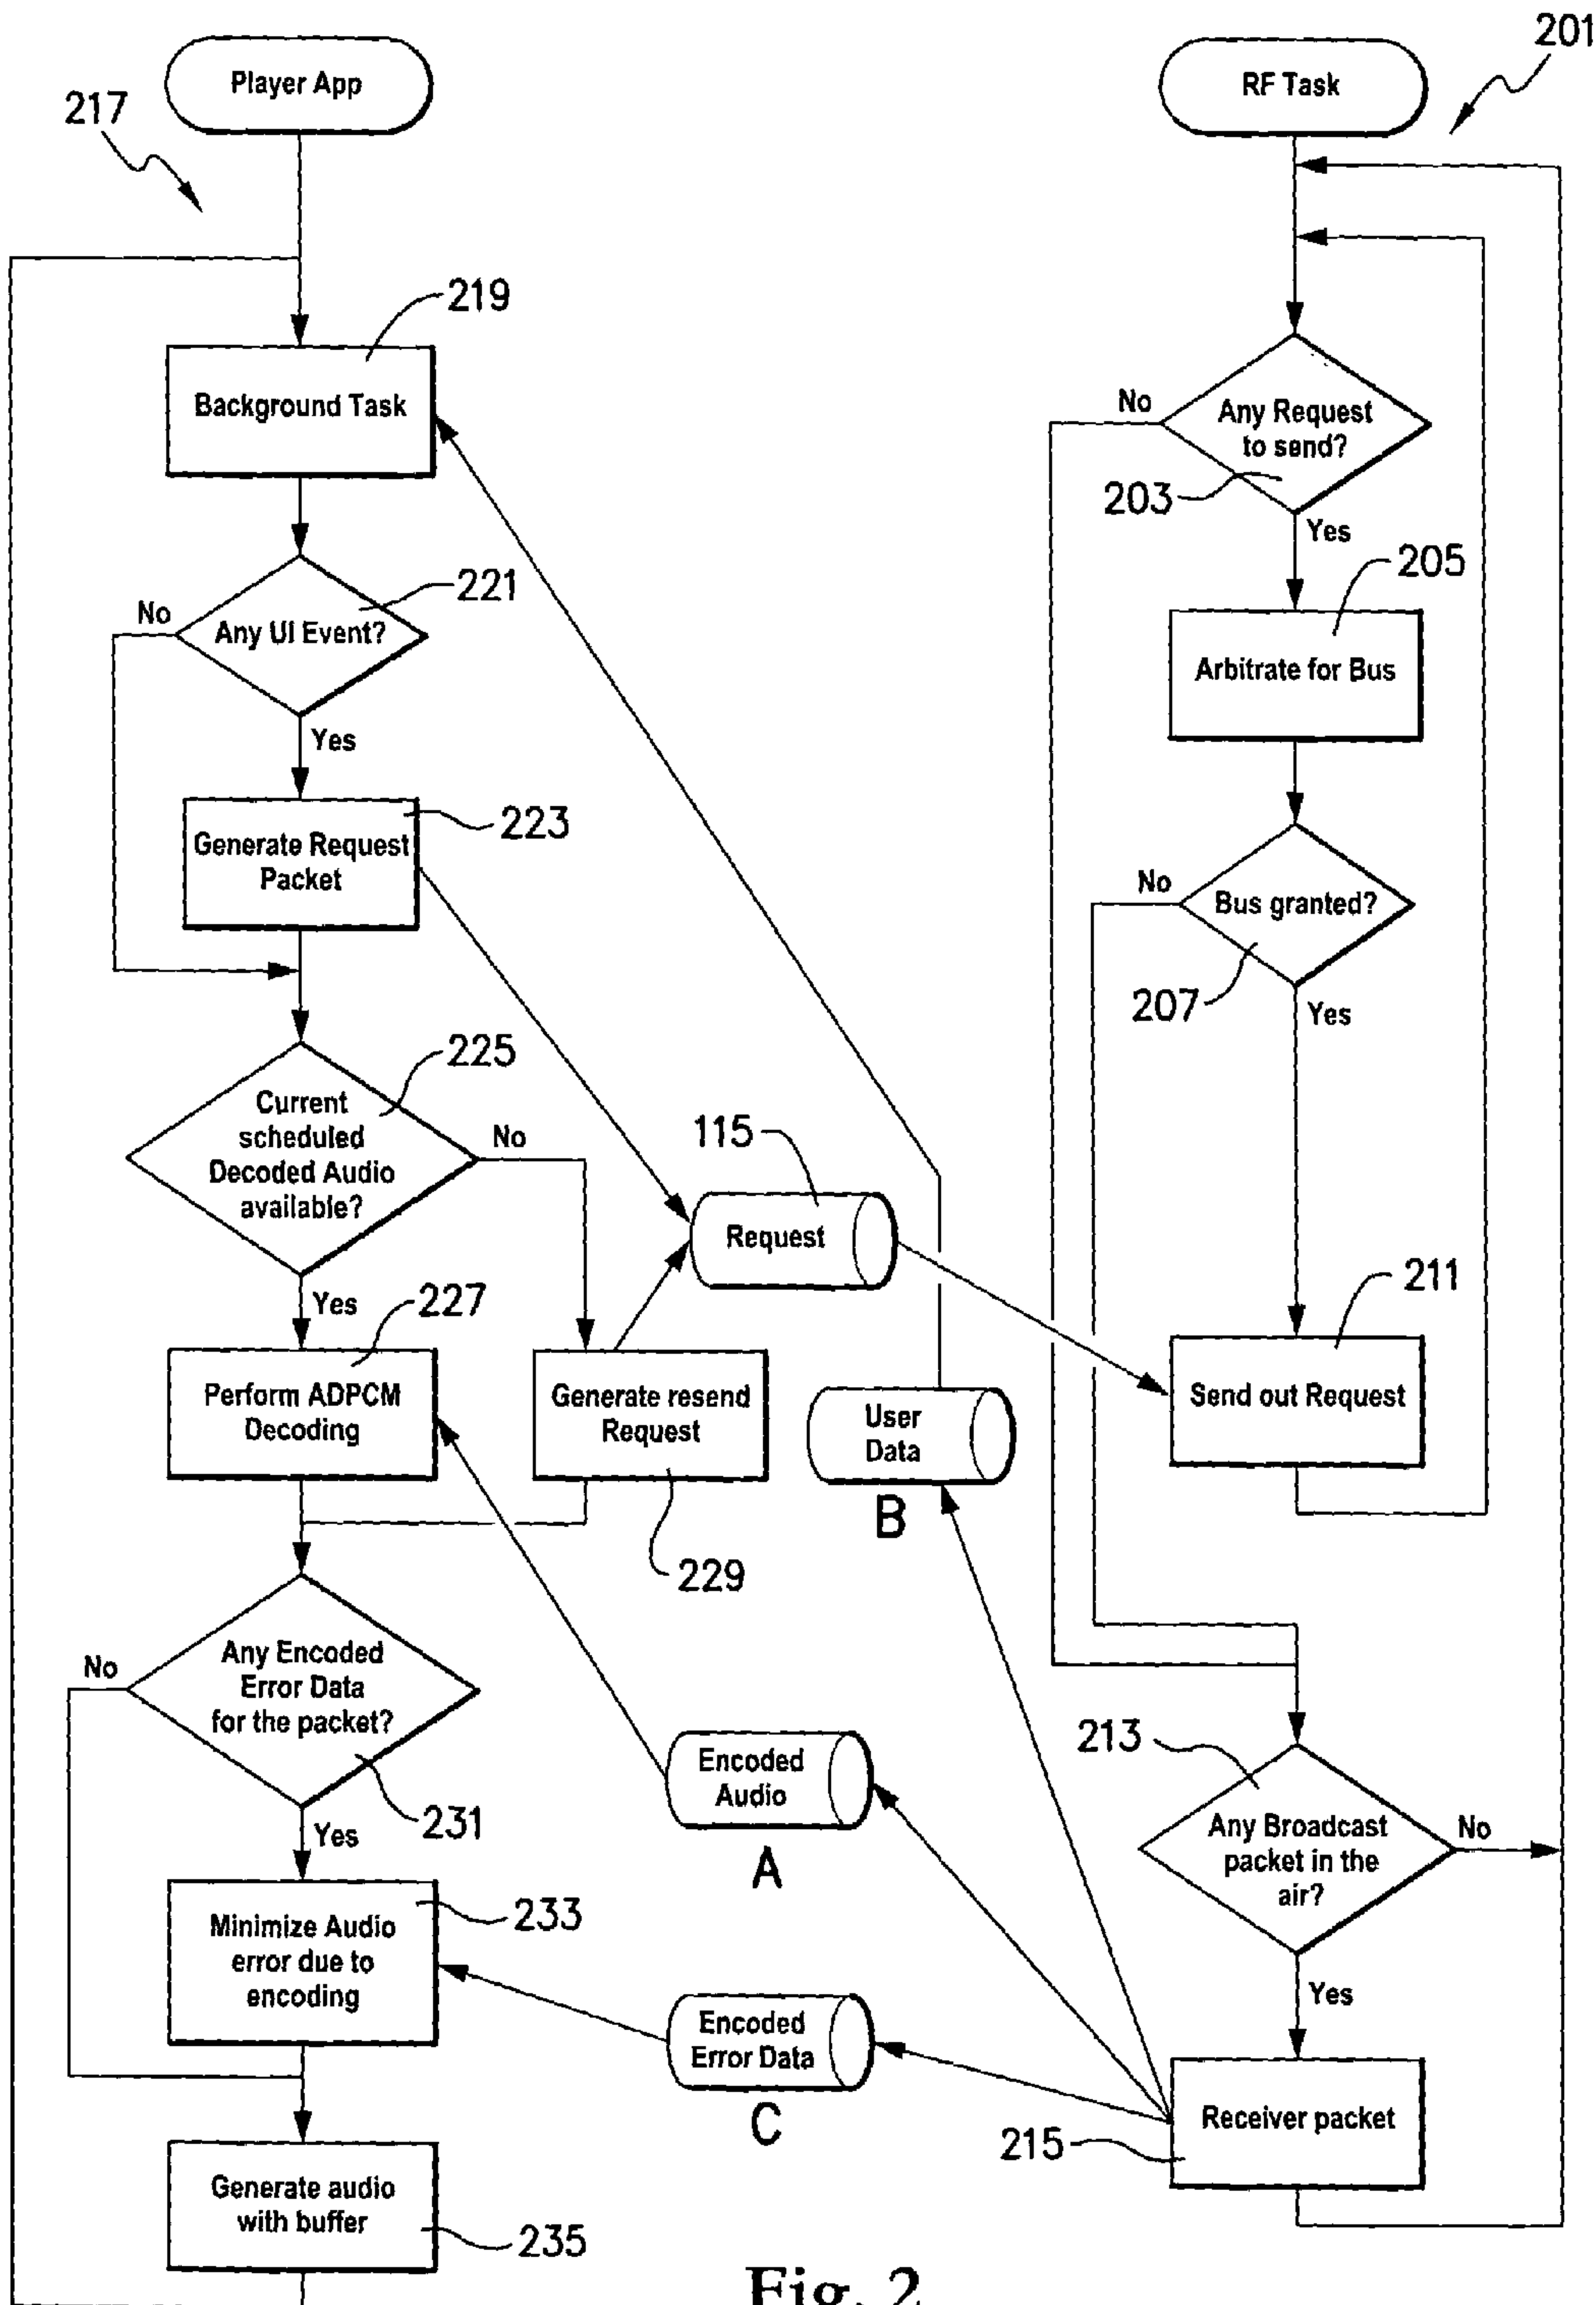 201
Player App
RF Task
217
219
Background Task
No
Any Request
to send?
203
Yes
221
No
Any UI Event?
205
Arbitrate for Bus
Yes
223
Generate Request
Packet
No
Bus granted?
207
Yes
225
Current
scheduled
Decoded Audio
available?
No
115
Request
Yes
227
211
Perform ADPCM
Decoding
Generate resend
Request
User
Data
Send out Request
B
229
Any Encoded
Error Data
for the packet?
No
231
Yes
Encoded
Audio
A
213
Any Broadcast
packet in the
air?
No
Yes
233
Minimize Audio
error due to
encoding
Encoded
Error Data
C
Receiver packet
215
Generate audio
with buffer
235
Fig. 2